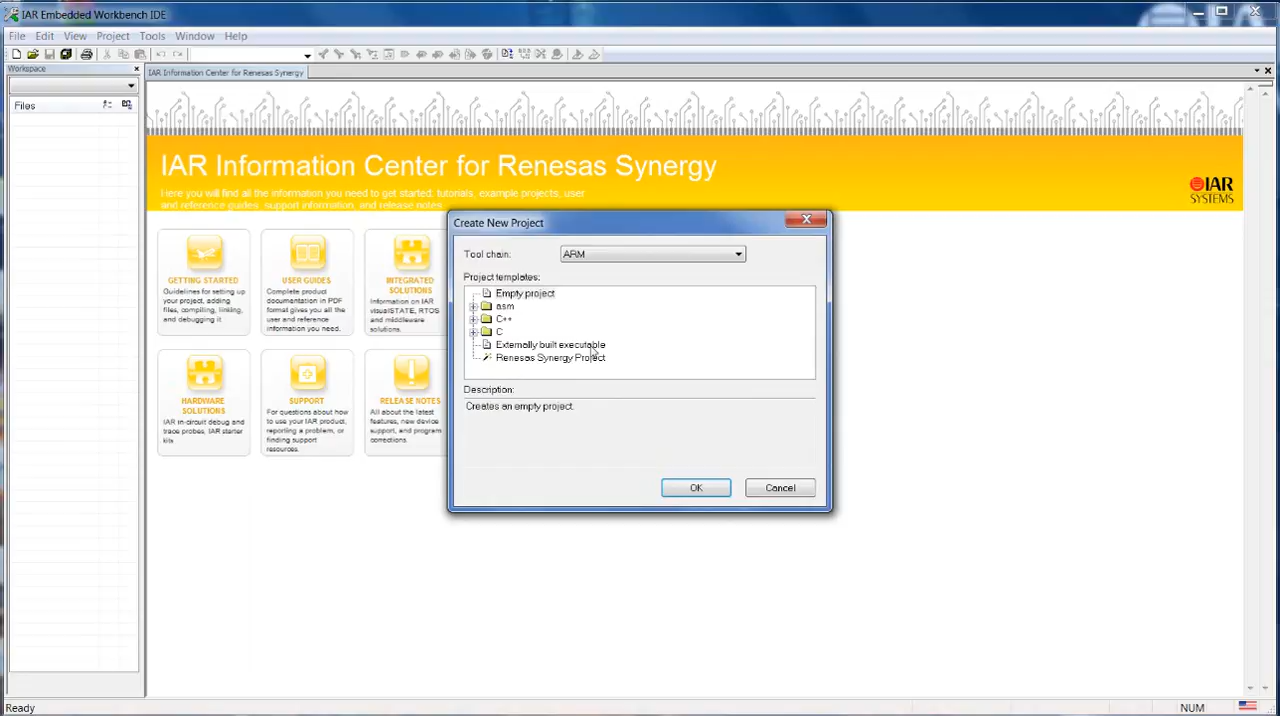 IAR Embedded Workbench IDE
File Edit View Project Tools Window Help
Workspace
IAR Information Center for Renesas Synergy
Files
IAR Information Center for Renesas Synergy
Here you will find all the information you need to get started: tutorials, example projects, user
and reference guides, support information, and release notes.
IAR
SYSTEMS
GETTING STARTED
Guidelines for setting up
your project, adding
files, compiling, linking,
and debugging it
USER GUIDES
Complete product
documentation in PDF
format gives you all the
user and reference
information you need.
INTEGRATED
SOLUTIONS
Information on IAR
visualSTATE, RTOS
and middleware
solutions.
HARDWARE
SOLUTIONS
IAR in-circuit debug and
trace probes, IAR starter
kits
SUPPORT
For questions about how
to use your IAR product,
reporting a problem, or
finding support
resources.
RELEASE NOTES
All about the latest
features, new device
support, and program
corrections.
Create New Project
Tool chain: ARM
Project templates:
Empty project
asm
C++
C
Externally built executable
Renesas Synergy Project
Description:
Creates an empty project.
OK Cancel
Ready NUM